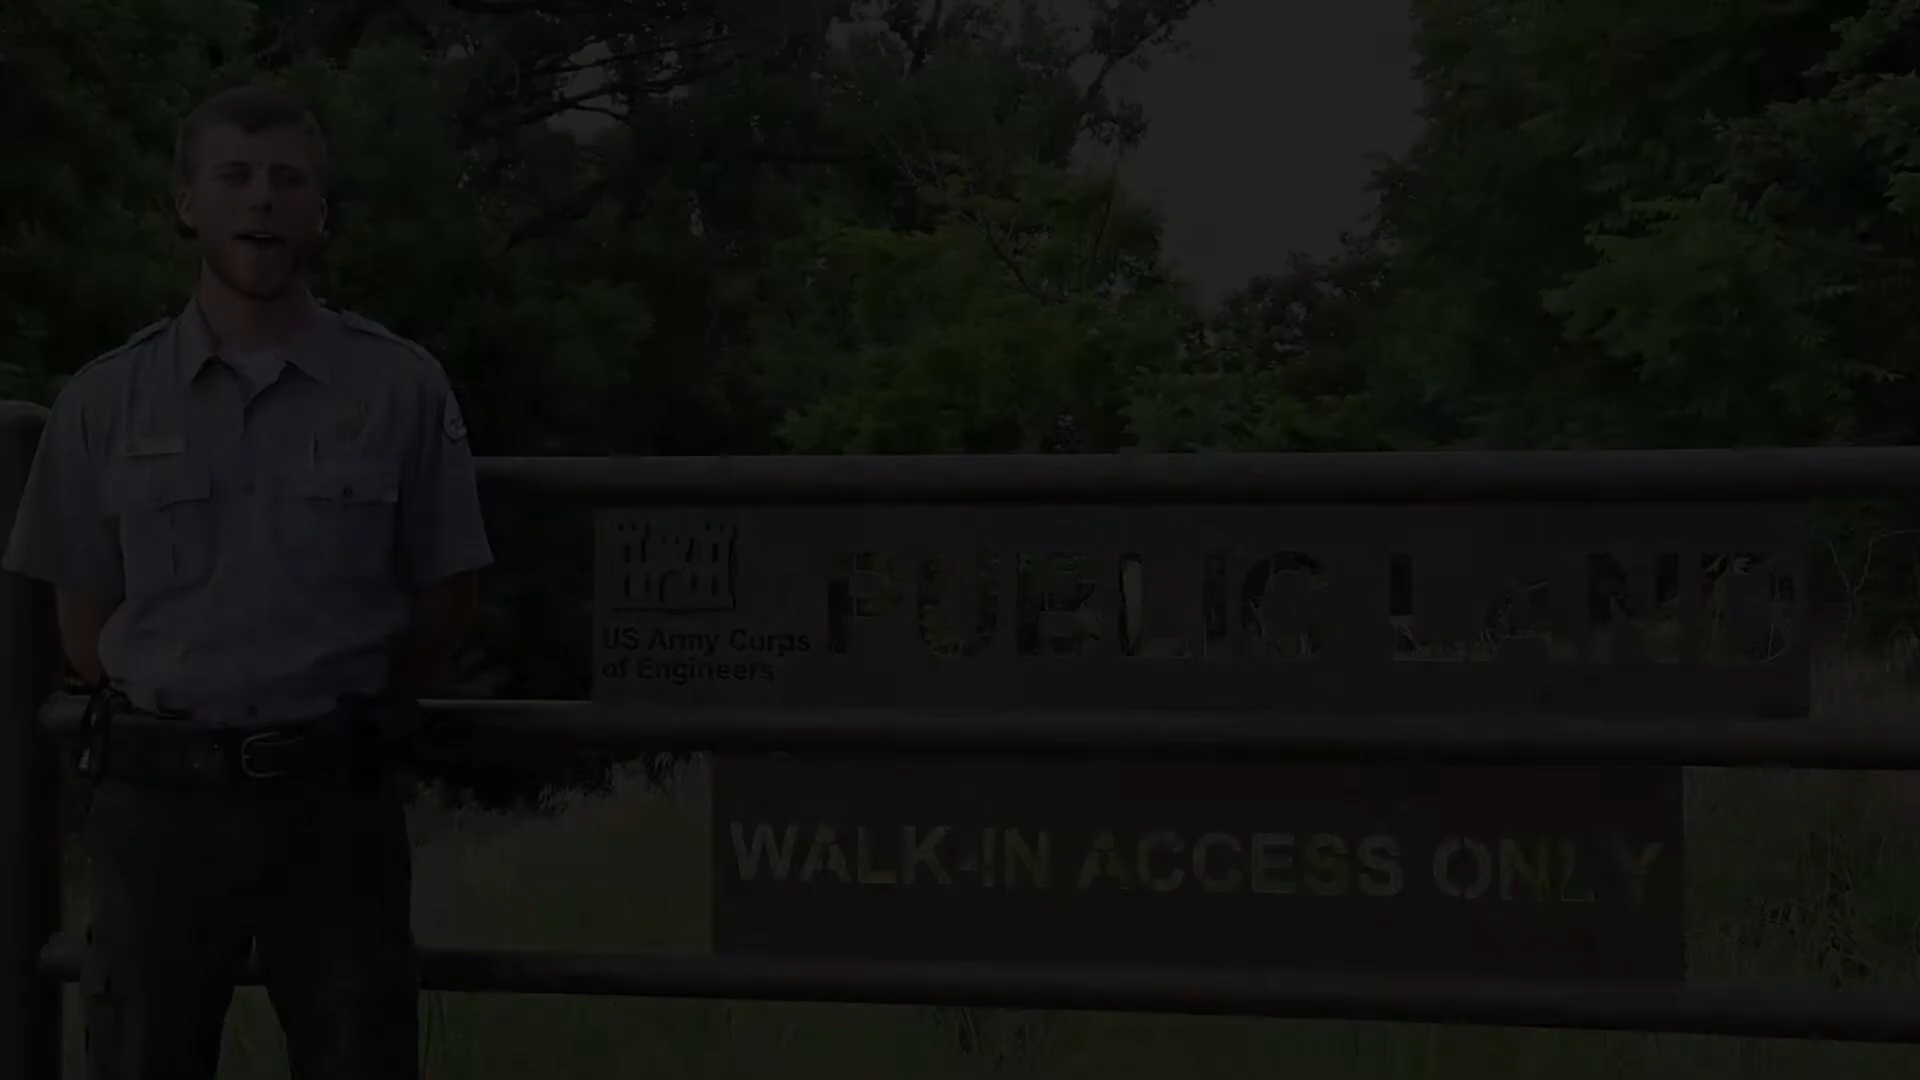 PUBLIC LAND
US Army Corps
of Engineers
WALK-IN ACCESS ONLY